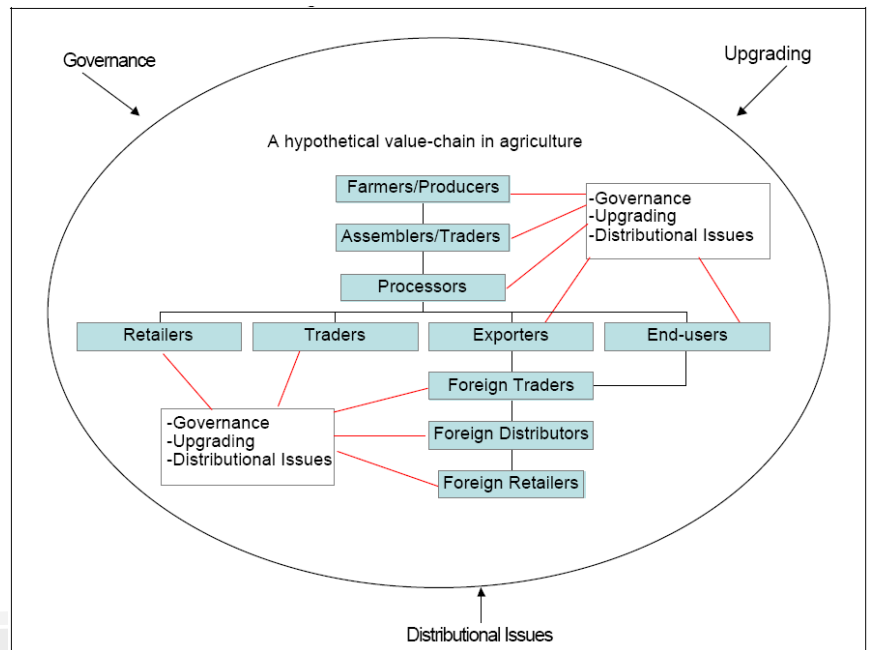 Governance
Upgrading
A hypothetical value-chain in agriculture
Farmers/Producers
-Governance
-Upgrading
-Distributional Issues
Assemblers/Traders
Processors
Retailers
Traders
Exporters
End-users
Foreign Traders
-Governance
-Upgrading
-Distributional Issues
Foreign Distributors
Foreign Retailers
Distributional Issues